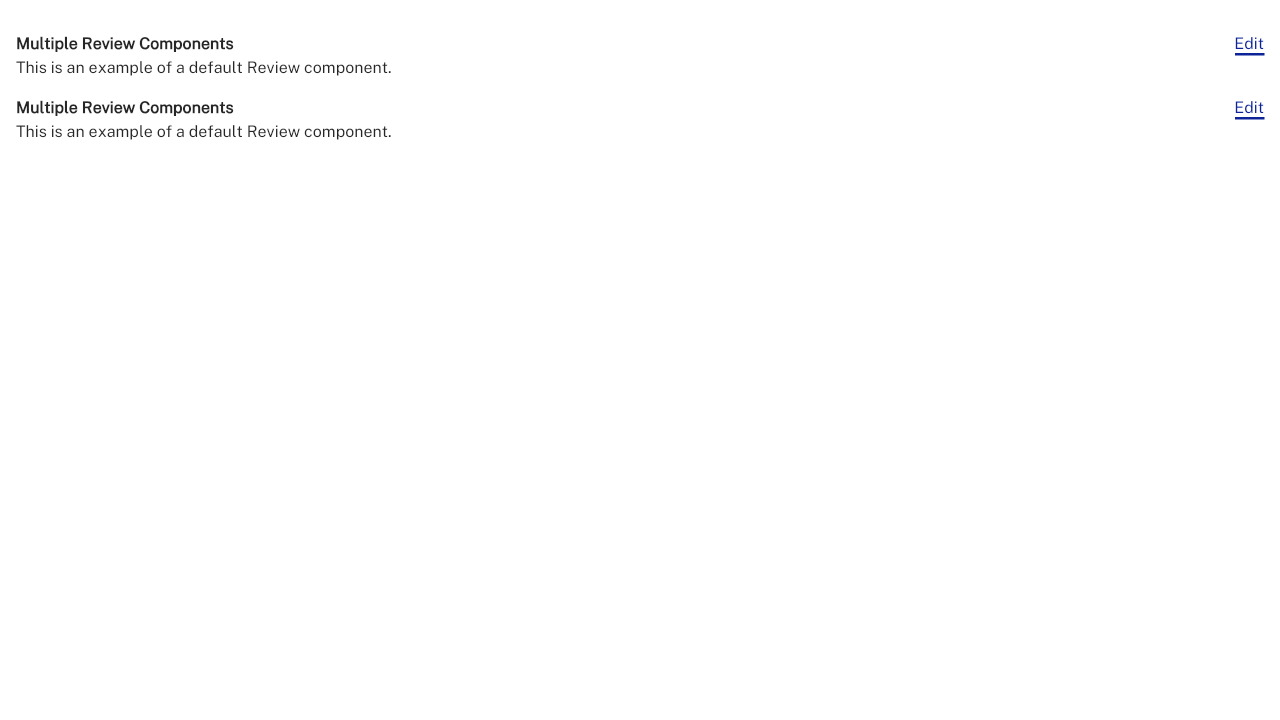 Multiple Review Components
Edit
This is an example of a default Review component.
Multiple Review Components
Edit
This is an example of a default Review component.